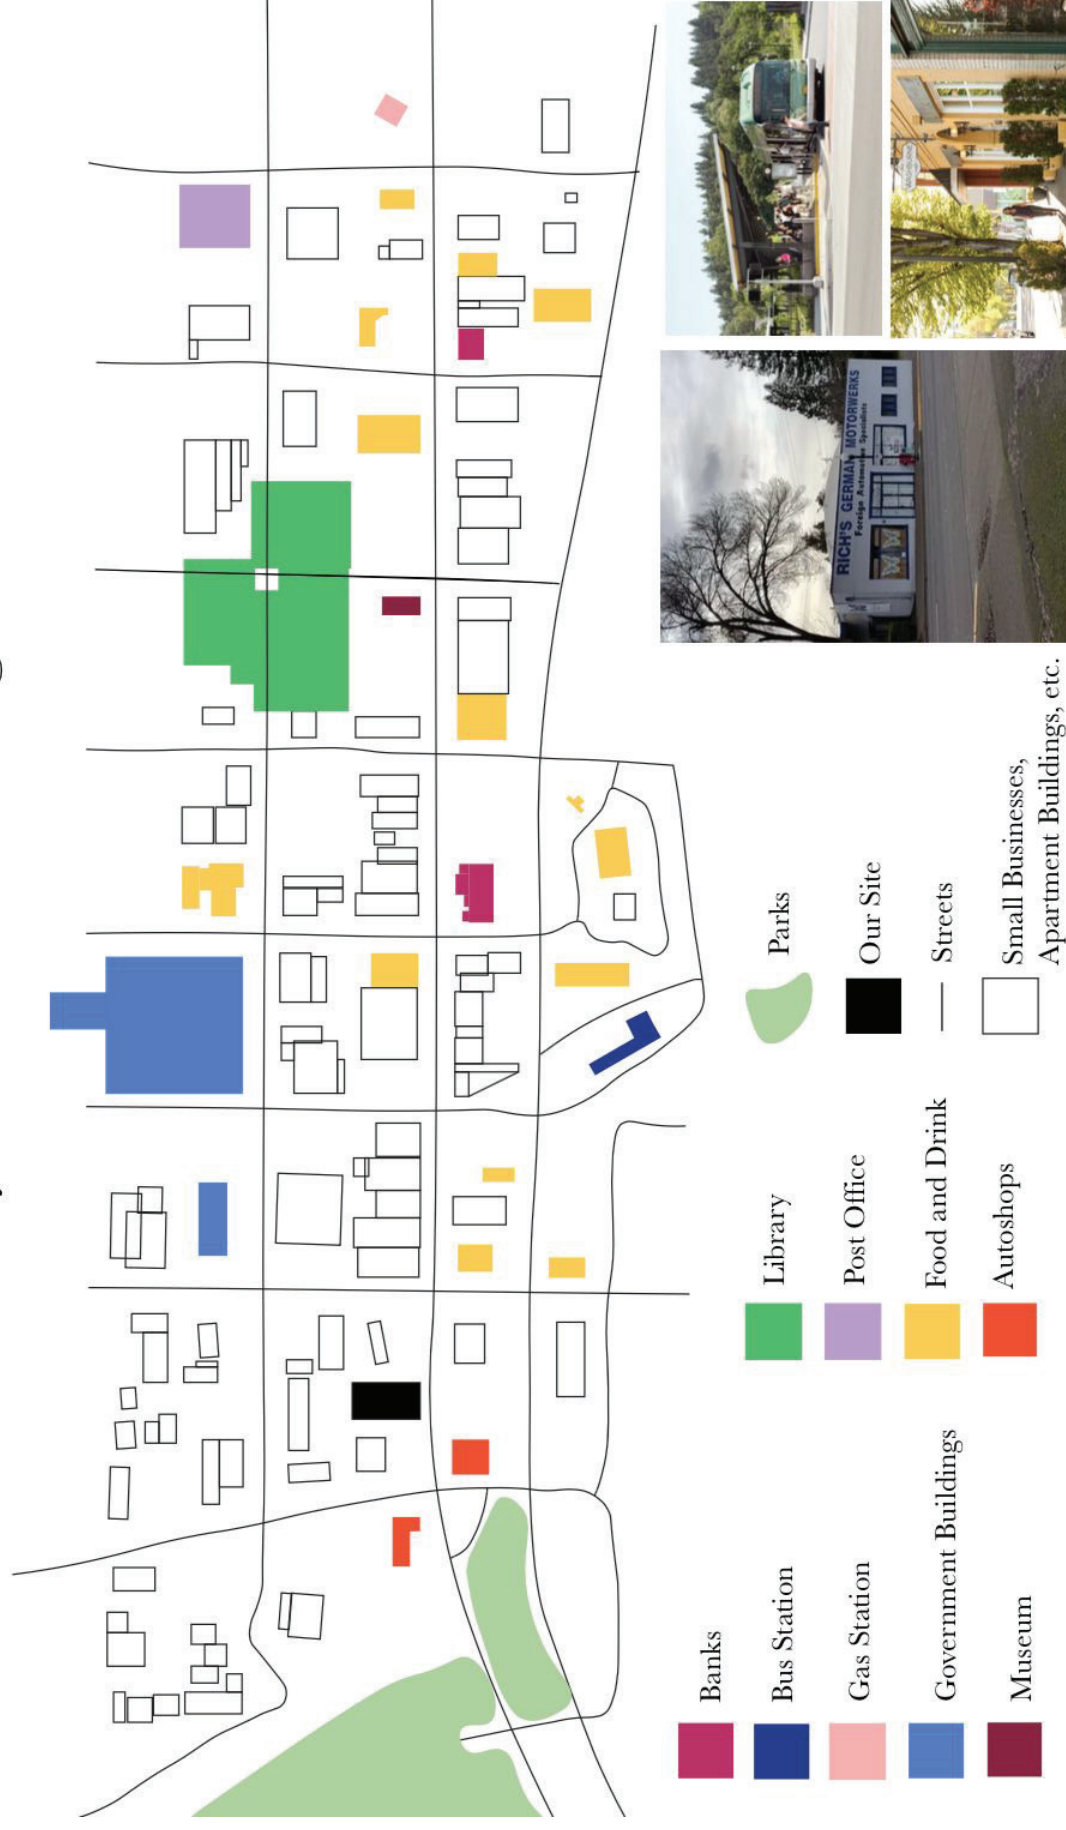 RICH'S GERMAN MOTORWERKS
Foreign Automotive Specialists
Banks
Bus Station
Gas Station
Government Buildings
Museum
Library
Post Office
Food and Drink
Autoshops
Parks
Our Site
Streets
Small Businesses,
Apartment Buildings, etc.